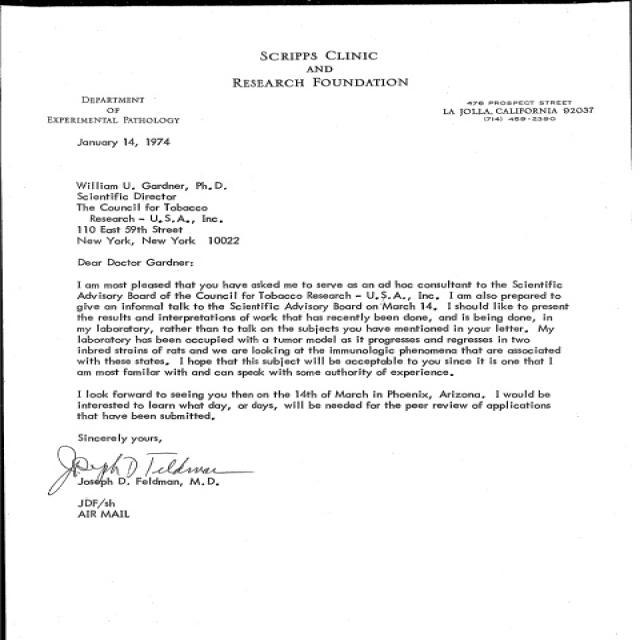 SCRIPPS CLINIC
AND
RESEARCH FOUNDATION
DEPARTMENT
OF
EXPERIMENTAL PATHOLOGY
476 PROSPECT STREET
LA JOLLA, CALIFORNIA 92037
(714) 459-2390
January 14, 1974
William U. Gardner, Ph.D.
Scientific Director
The Council for Tobacco
Research - U.S.A., Inc.
110 East 59th Street
New York, New York 10022
Dear Doctor Gardner:
I am most pleased that you have asked me to serve as an ad hoc consultant to the Scientific
Advisory Board of the Council for Tobacco Research - U.S.A., Inc. I am also prepared to
give an informal talk to the Scientific Advisory Board on March 14. I should like to present
the results and interpretations of work that has recently been done, and is being done, in
my laboratory, rather than to talk on the subjects you have mentioned in your letter. My
laboratory has been occupied with a tumor model as it progresses and regresses in two
inbred strains of rats and we are looking at the immunologic phenomena that are associated
with these states. I hope that this subject will be acceptable to you since it is one that I
am most familiar with and can speak with some authority of experience.
I look forward to seeing you then on the 14th of March in Phoenix, Arizona. I would be
interested to learn what day, or days, will be needed for the peer review of applications
that have been submitted.
Sincerely yours,
Joseph D. Feldman
Joseph D. Feldman, M.D.
JDF/sh
AIR MAIL